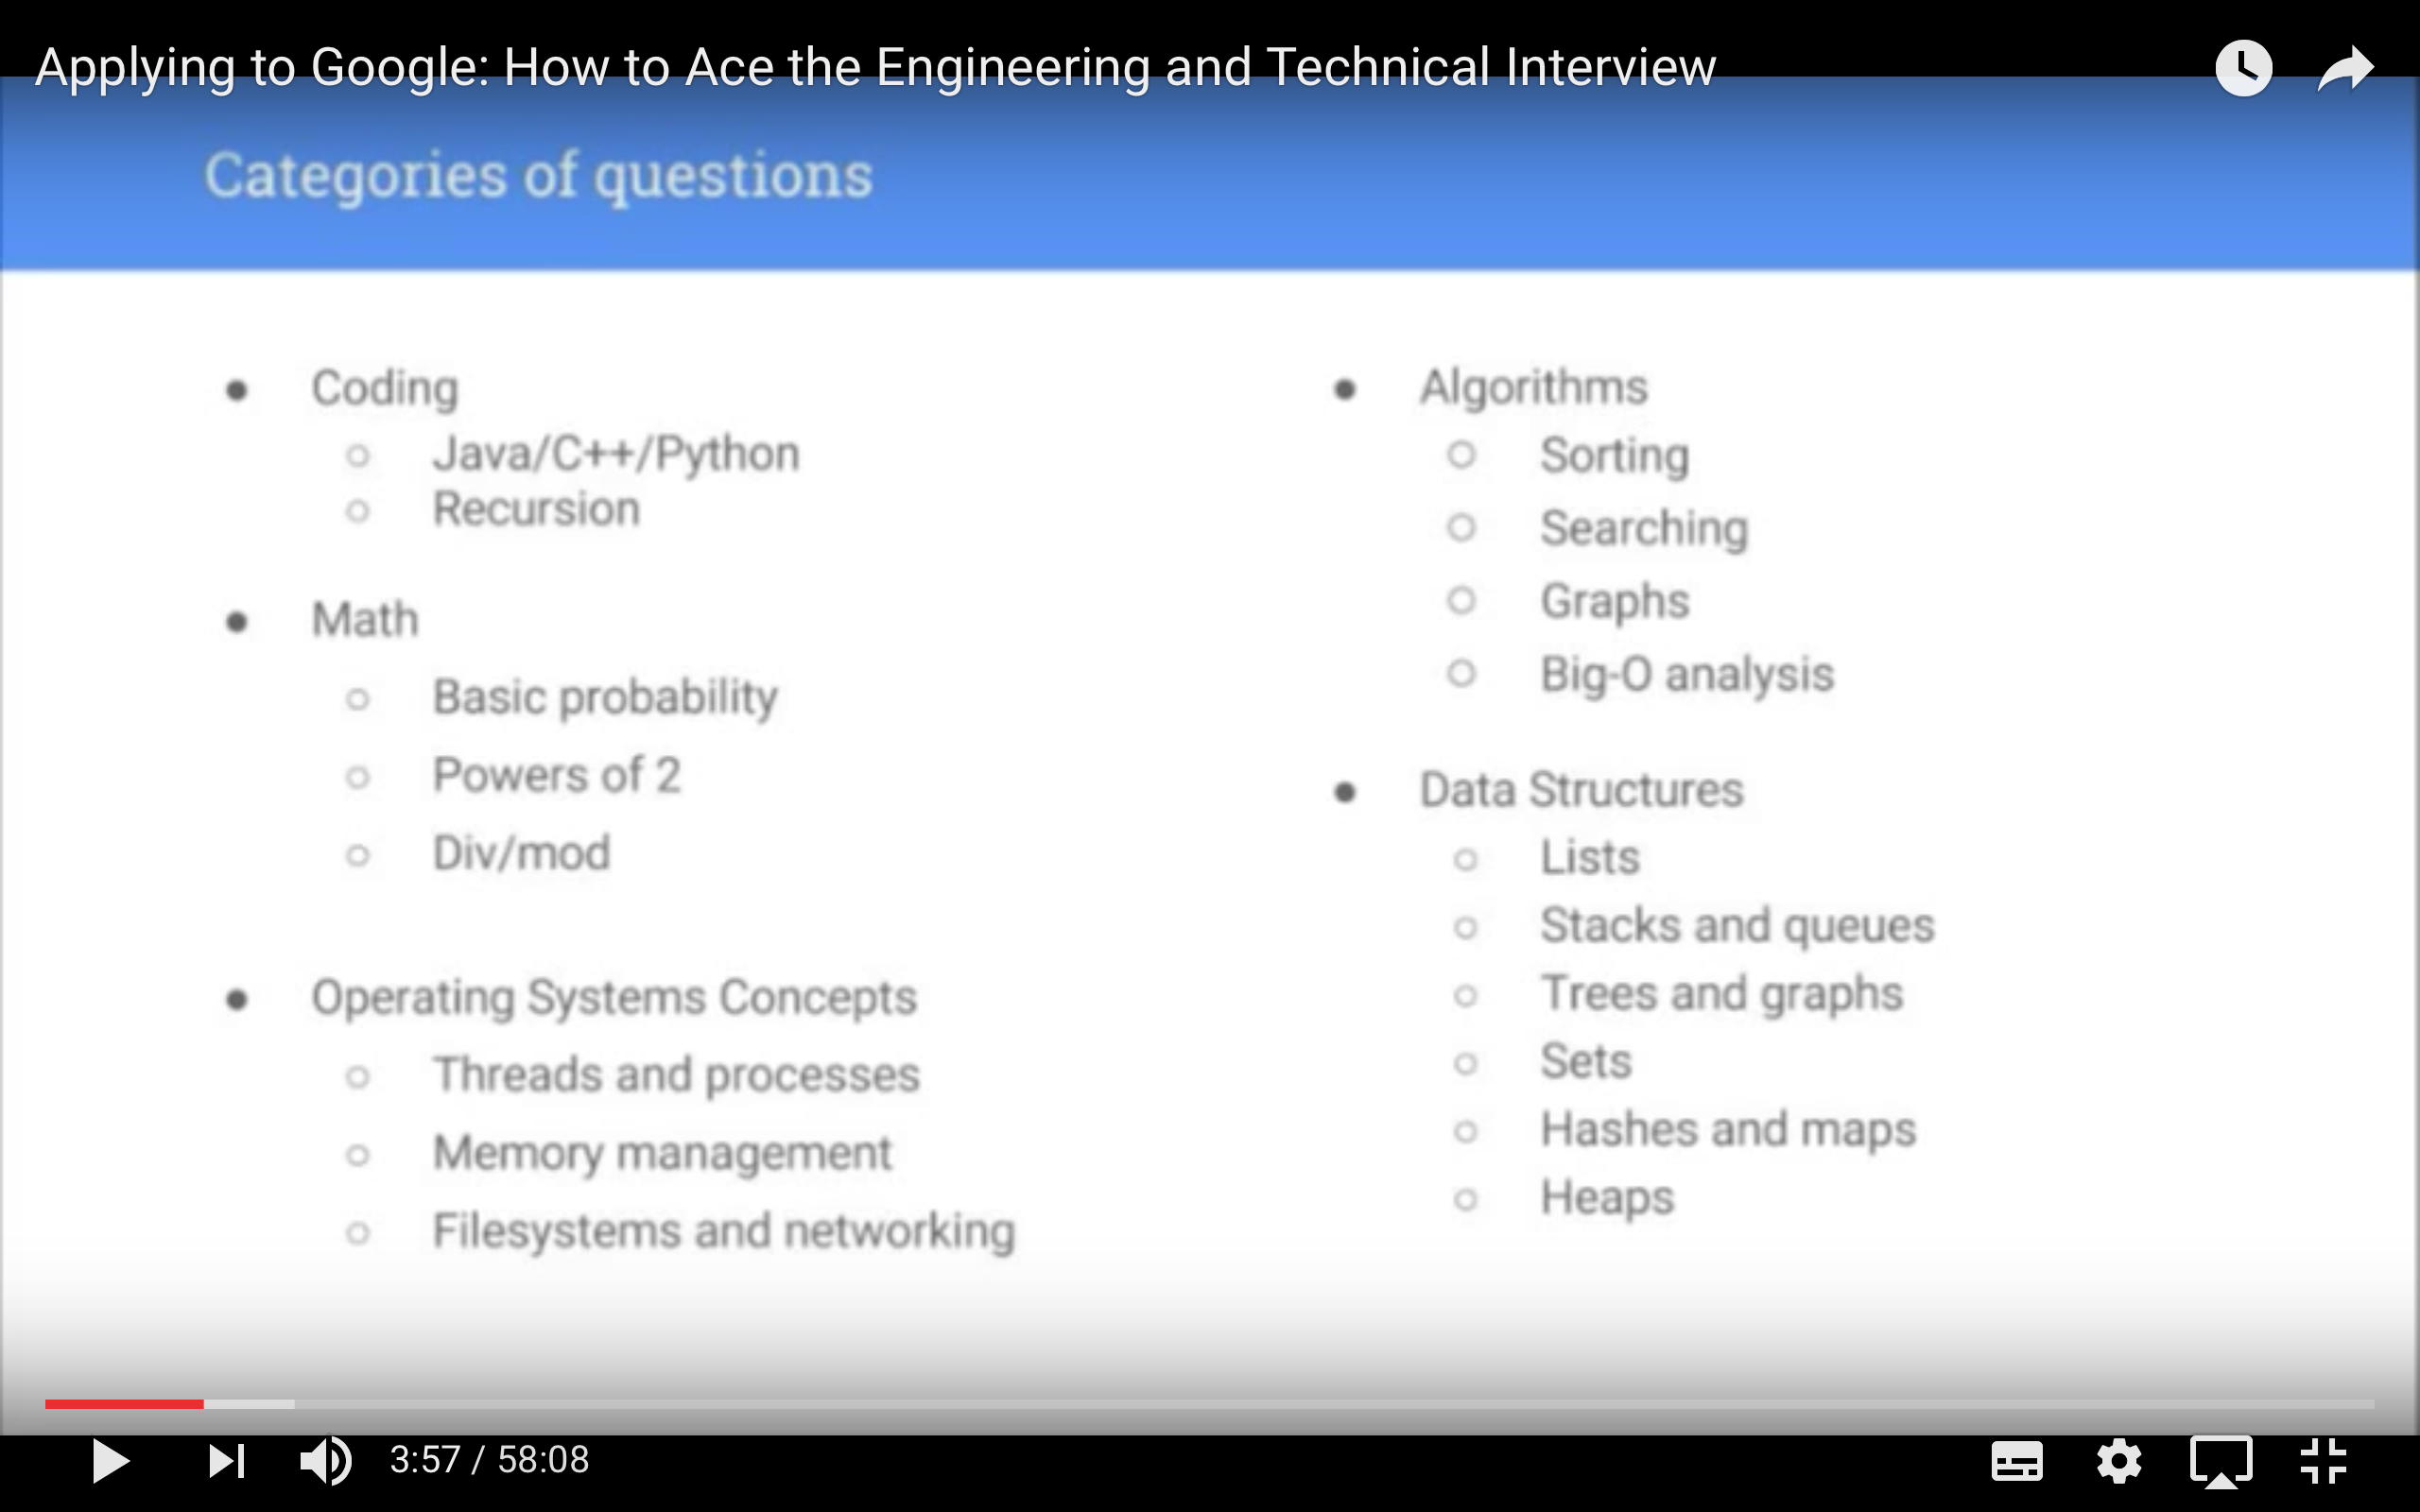 Applying to Google: How to Ace the Engineering and Technical Interview
Categories of questions
Coding
Java/C++/Python
Recursion
Math
Basic probability
Powers of 2
Div/mod
Operating Systems Concepts
Threads and processes
Memory management
Filesystems and networking
Algorithms
Sorting
Searching
Graphs
Big-O analysis
Data Structures
Lists
Stacks and queues
Trees and graphs
Sets
Hashes and maps
Heaps
3:57 / 58:08